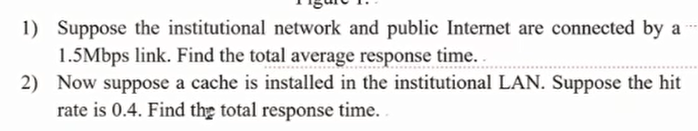 1) Suppose the institutional network and public Internet are connected by a
1.5Mbps link. Find the total average response time.
2) Now suppose a cache is installed in the institutional LAN. Suppose the hit
rate is 0.4. Find the total response time.